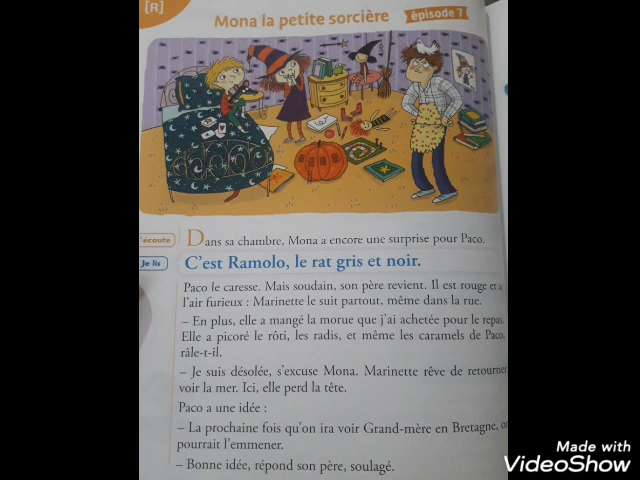 [R]
Mona la petite sorcière épisode 7
'écoute
Dans sa chambre, Mona a encore une surprise pour Paco.
Je lis
C'est Ramolo, le rat gris et noir.
Paco le caresse. Mais soudain, son père revient. Il est rouge et a
l'air furieux : Marinette le suit partout, même dans la rue.
– En plus, elle a mangé la morue que j'ai achetée pour le repas.
Elle a picoré le rôti, les radis, et même les caramels de Paco,
râle-t-il.
– Je suis désolée, s'excuse Mona. Marinette rêve de retourner
voir la mer. Ici, elle perd la tête.
Paco a une idée :
– La prochaine fois qu'on ira voir Grand-mère en Bretagne, on
pourrait l'emmener.
– Bonne idée, répond son père, soulagé.
Made with
VideoShow